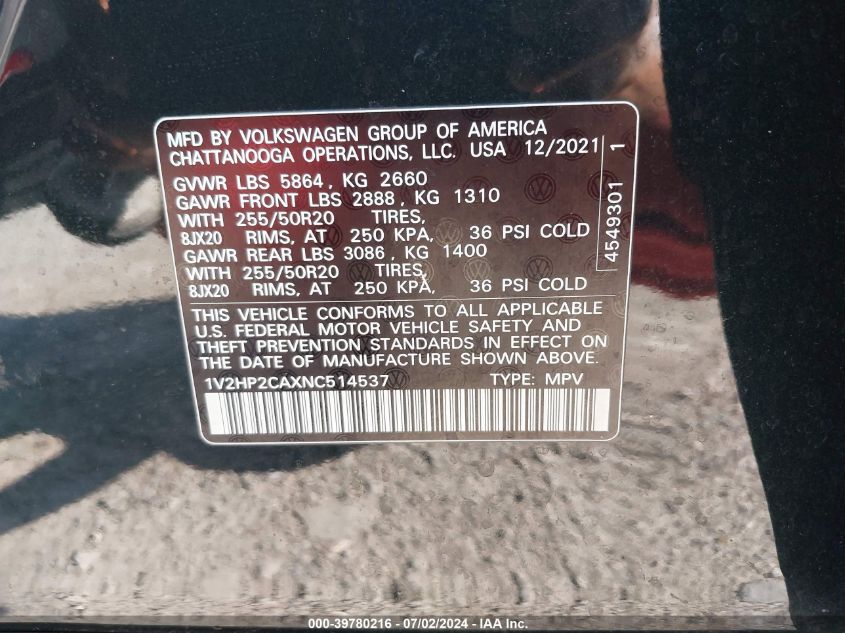 MFD BY VOLKSWAGEN GROUP OF AMERICA
CHATTANOOGA OPERATIONS, LLC. USA 12/2021
GVWR LBS 5864, KG 2660
GAWR FRONT LBS 2888, KG 1310
WITH 255/50R20 TIRES,
8JX20 RIMS, AT 250 KPA, 36 PSI COLD
GAWR REAR LBS 3086, KG 1400
WITH 255/50R20 TIRES,
8JX20 RIMS, AT 250 KPA, 36 PSI COLD
4549301 1
THIS VEHICLE CONFORMS TO ALL APPLICABLE
U.S. FEDERAL MOTOR VEHICLE SAFETY AND
THEFT PREVENTION STANDARDS IN EFFECT ON
THE DATE OF MANUFACTURE SHOWN ABOVE.
1V2HP2CAXNC514537 TYPE: MPV
000-39780216 - 07/02/2024 - IAA Inc.